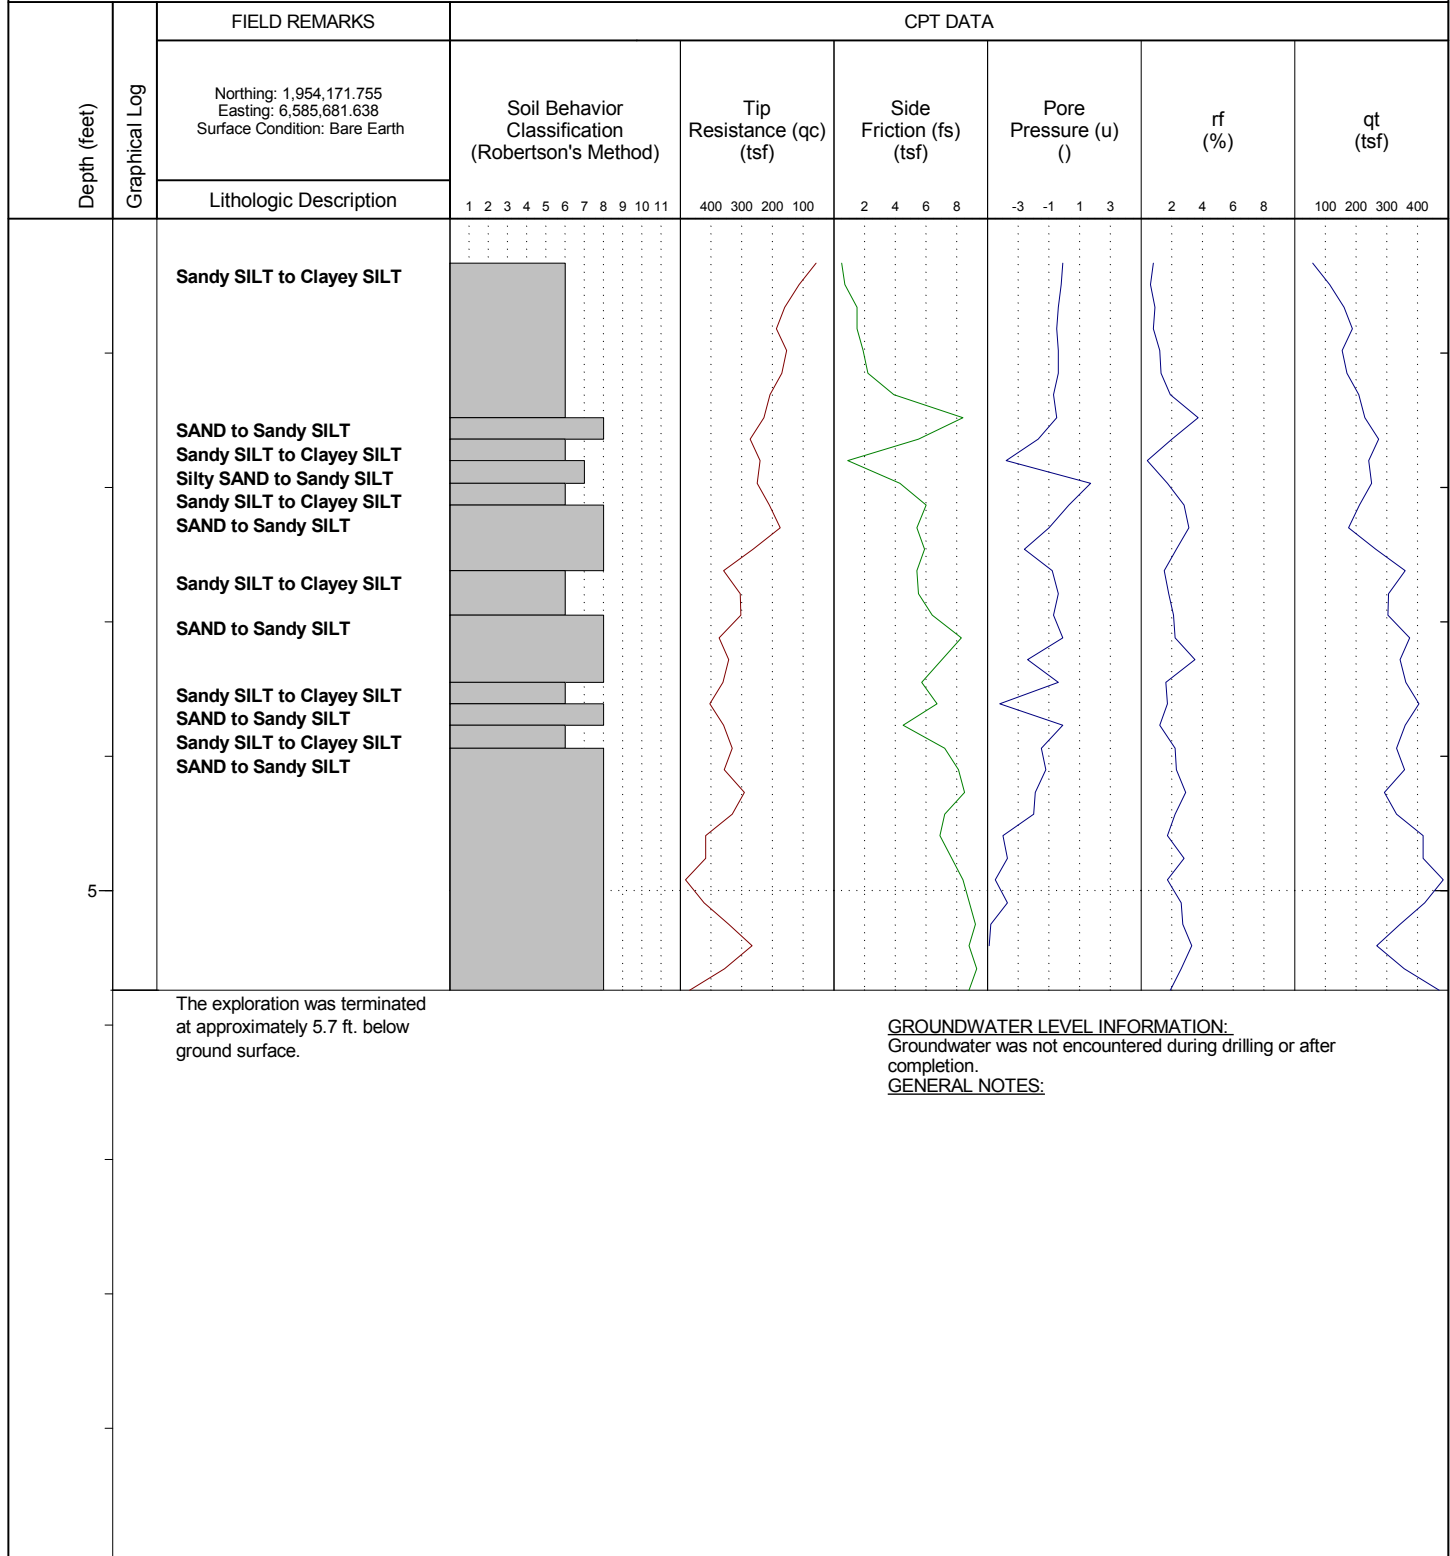 FIELD REMARKS
CPT DATA
Depth (feet)
Graphical Log
Northing: 1,954,171.755
Easting: 6,585,681.638
Surface Condition: Bare Earth
Lithologic Description
Soil Behavior
Classification
(Robertson's Method)
1 2 3 4 5 6 7 8 9 10 11
Tip
Resistance (qc)
(tsf)
400 300 200 100
Side
Friction (fs)
(tsf)
2 4 6 8
Pore
Pressure (u)
()
-3 -1 1 3
rf
(%)
2 4 6 8
qt
(tsf)
100 200 300 400
Sandy SILT to Clayey SILT
SAND to Sandy SILT
Sandy SILT to Clayey SILT
Silty SAND to Sandy SILT
Sandy SILT to Clayey SILT
SAND to Sandy SILT
Sandy SILT to Clayey SILT
SAND to Sandy SILT
Sandy SILT to Clayey SILT
SAND to Sandy SILT
Sandy SILT to Clayey SILT
SAND to Sandy SILT
5
The exploration was terminated
at approximately 5.7 ft. below
ground surface.
GROUNDWATER LEVEL INFORMATION:
Groundwater was not encountered during drilling or after
completion.
GENERAL NOTES: